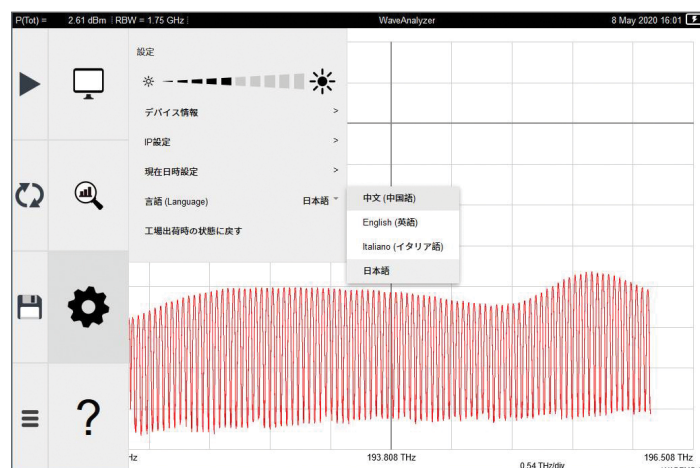 P(Tot) = 2.61 dBm | RBW = 1.75 GHz | WaveAnalyzer 8 May 2020 16:01
設定
デバイス情報 >
IP設定 >
現在日時設定 >
言語 (Language) 日本語
工場出荷時の状態に戻す
中文 (中国語)
English (英語)
Italiano (イタリア語)
日本語
?
Hz 193.808 THz 196.508 THz
0.54 THz/div